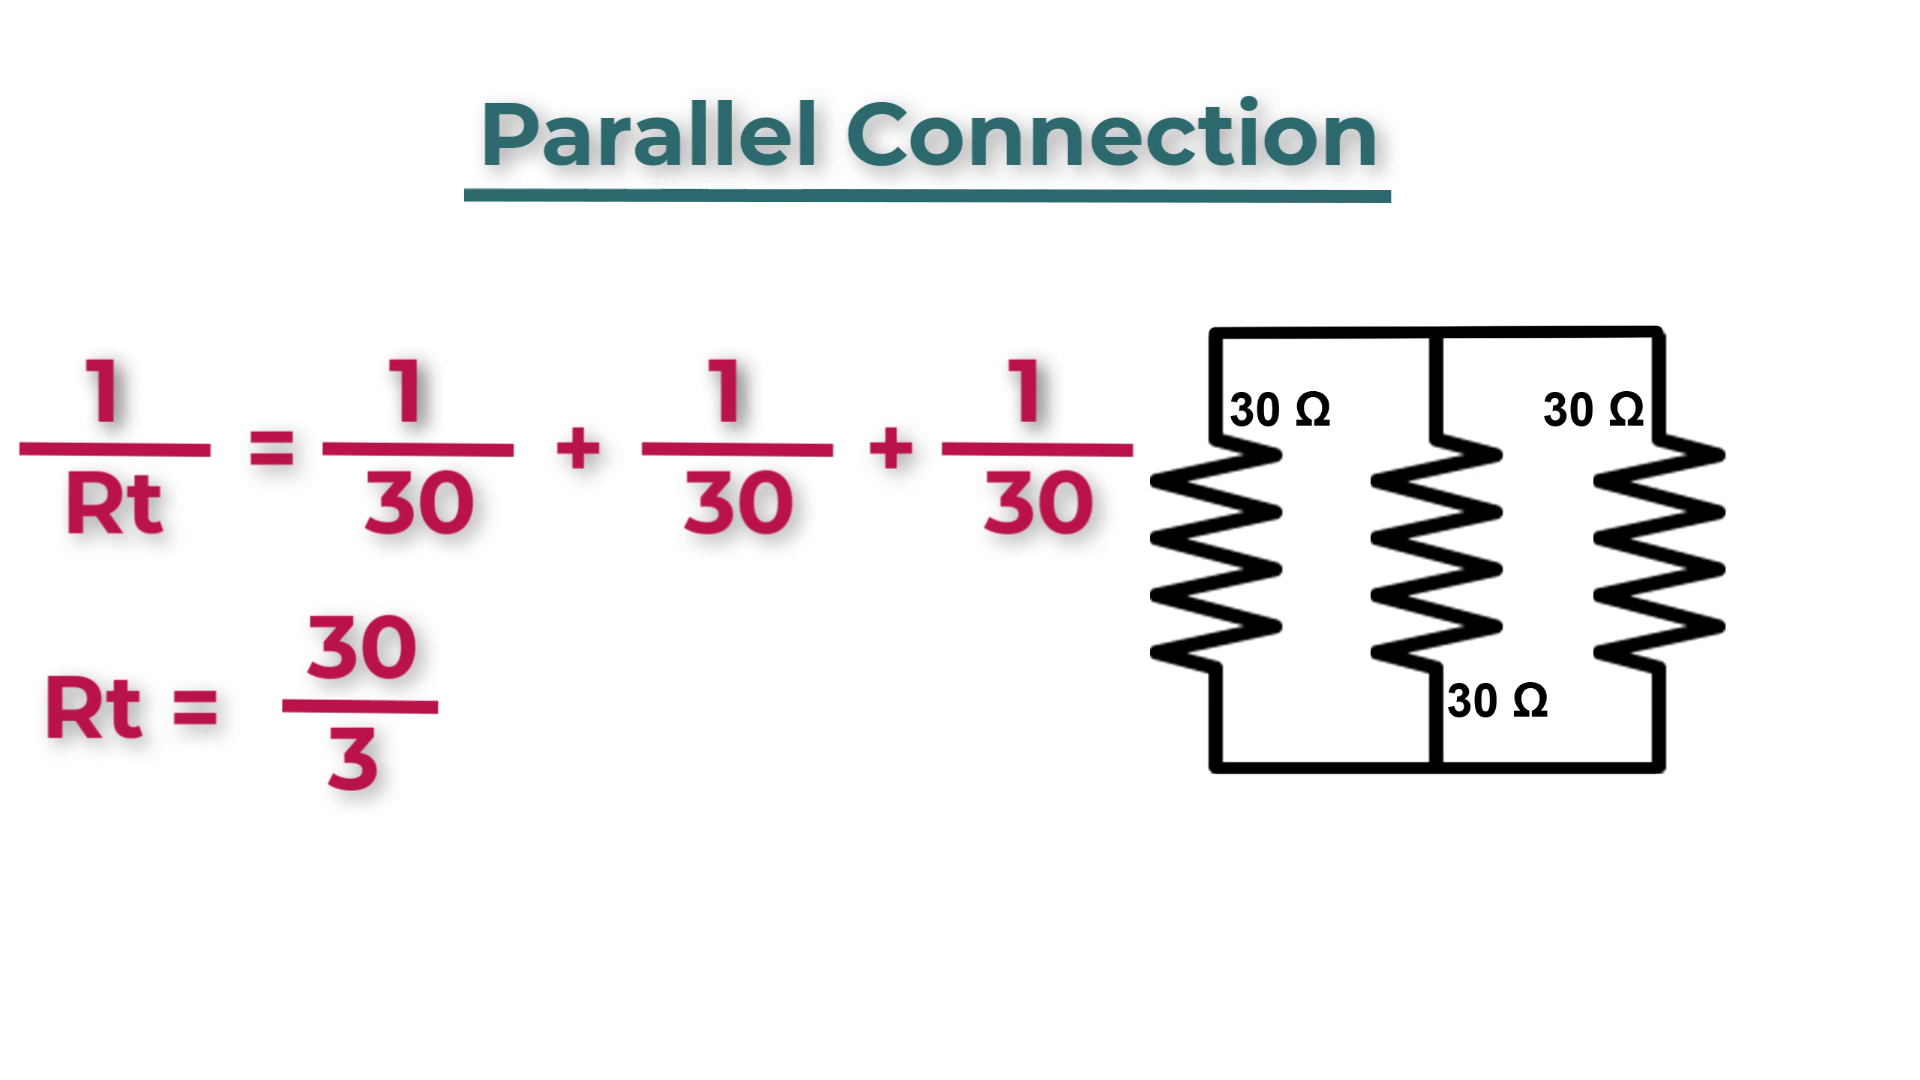 Parallel Connection
1/Rt = 1/30 + 1/30 + 1/30
Rt = 30/3
30 Ω
30 Ω
30 Ω